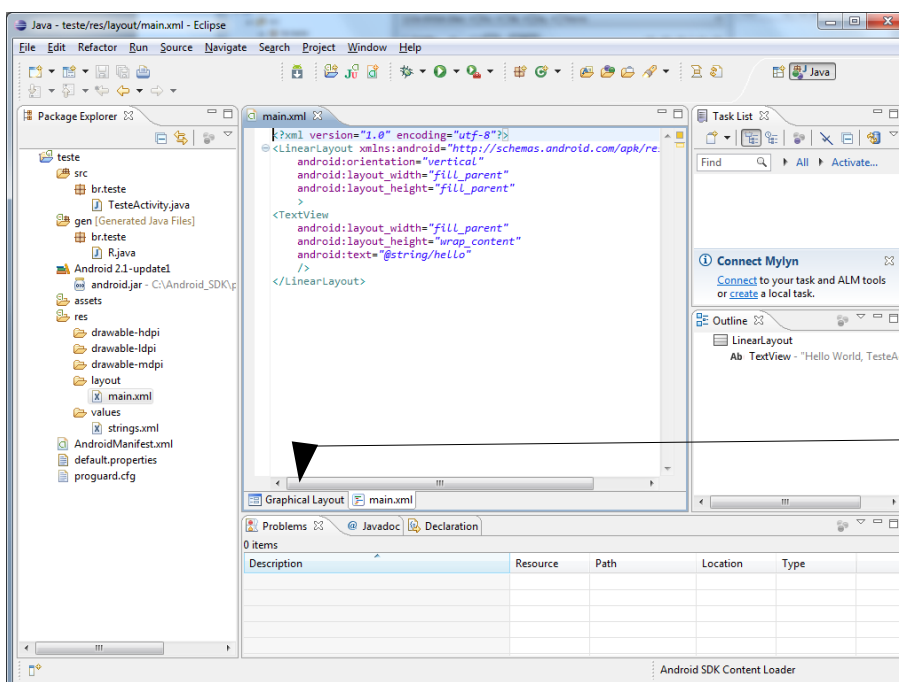 Java - teste/res/layout/main.xml - Eclipse
File Edit Refactor Run Source Navigate Search Project Window Help
Java
Package Explorer
teste
src
br.teste
TesteActivity.java
gen [Generated Java Files]
br.teste
R.java
Android 2.1-update1
android.jar - C:\Android_SDK\p
assets
res
drawable-hdpi
drawable-ldpi
drawable-mdpi
layout
main.xml
values
strings.xml
AndroidManifest.xml
default.properties
proguard.cfg
main.xml
<?xml version="1.0" encoding="utf-8"?>
<LinearLayout xmlns:android="http://schemas.android.com/apk/re
android:orientation="vertical"
android:layout_width="fill_parent"
android:layout_height="fill_parent"
>
<TextView
android:layout_width="fill_parent"
android:layout_height="wrap_content"
android:text="@string/hello"
/>
</LinearLayout>
Graphical Layout main.xml
Task List
Find All Activate...
Connect Mylyn
Connect to your task and ALM tools
or create a local task.
Outline
LinearLayout
Ab TextView - "Hello World, TesteA
Problems @ Javadoc Declaration
0 items
Description Resource Path Location Type
Android SDK Content Loader